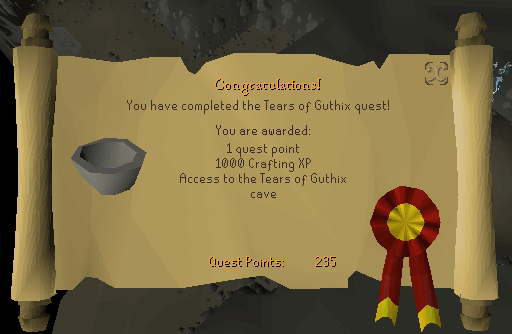 Congratulations!
You have completed the Tears of Guthix quest!
You are awarded:
1 quest point
1000 Crafting XP
Access to the Tears of Guthix
cave
Quest Points: 235